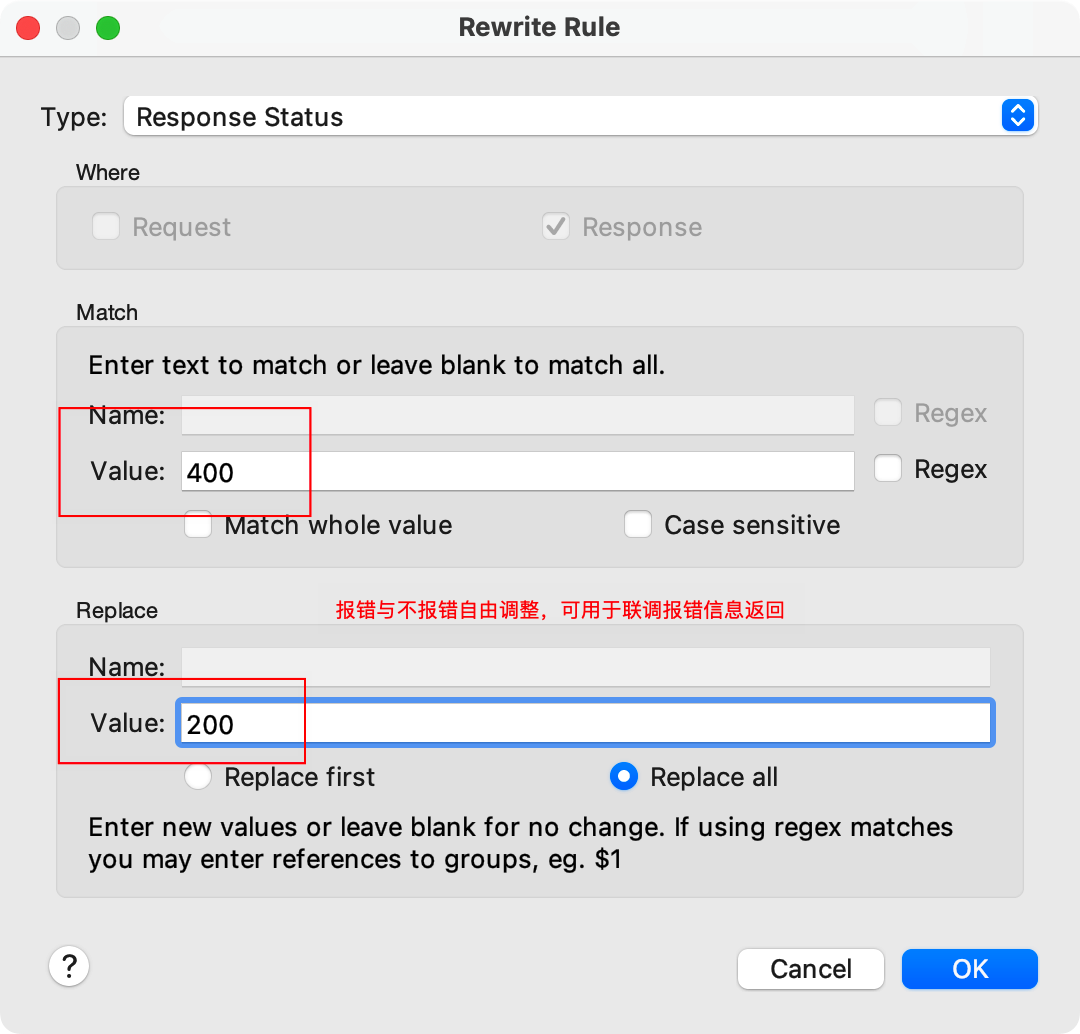 Rewrite Rule
Type: Response Status
Where
Request Response
Match
Enter text to match or leave blank to match all.
Name: Regex
Value: 400 Regex
Match whole value Case sensitive
Replace 报错与不报错自由调整，可用于联调报错信息返回
Name:
Value: 200
Replace first Replace all
Enter new values or leave blank for no change. If using regex matches
you may enter references to groups, eg. $1
? Cancel OK